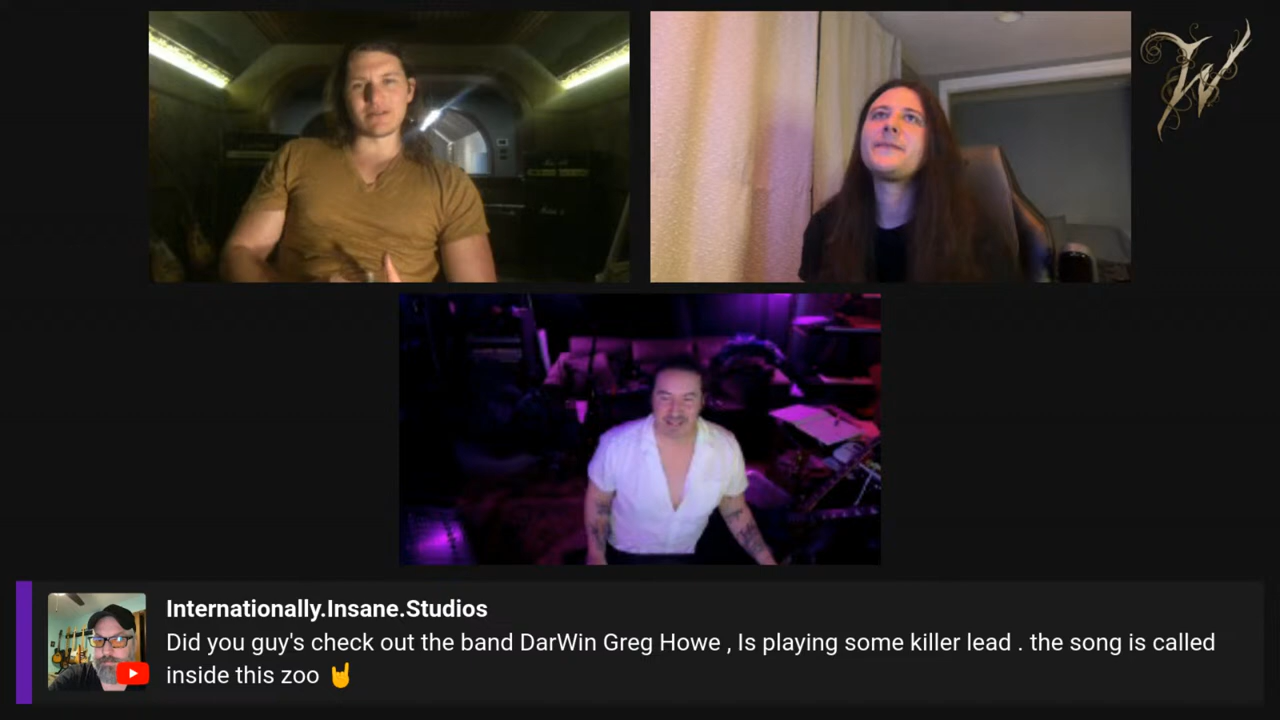 W
Internationally.Insane.Studios
Did you guy's check out the band DarWin Greg Howe , Is playing some killer lead . the song is called
inside this zoo 🤘